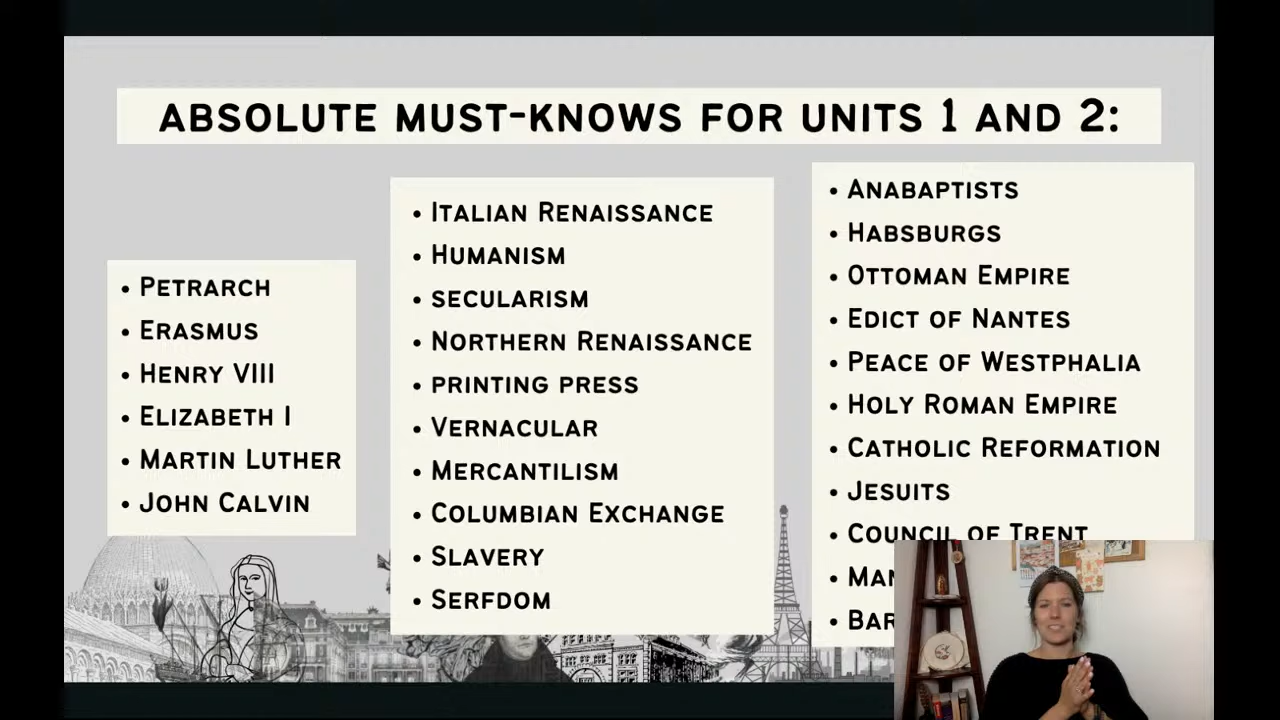 ABSOLUTE MUST-KNOWS FOR UNITS 1 AND 2:
• PETRARCH
• ERASMUS
• HENRY VIII
• ELIZABETH I
• MARTIN LUTHER
• JOHN CALVIN
• ITALIAN RENAISSANCE
• HUMANISM
• SECULARISM
• NORTHERN RENAISSANCE
• PRINTING PRESS
• VERNACULAR
• MERCANTILISM
• COLUMBIAN EXCHANGE
• SLAVERY
• SERFDOM
• ANABAPTISTS
• HABSBURGS
• OTTOMAN EMPIRE
• EDICT OF NANTES
• PEACE OF WESTPHALIA
• HOLY ROMAN EMPIRE
• CATHOLIC REFORMATION
• JESUITS
• COUNCIL OF TRENT